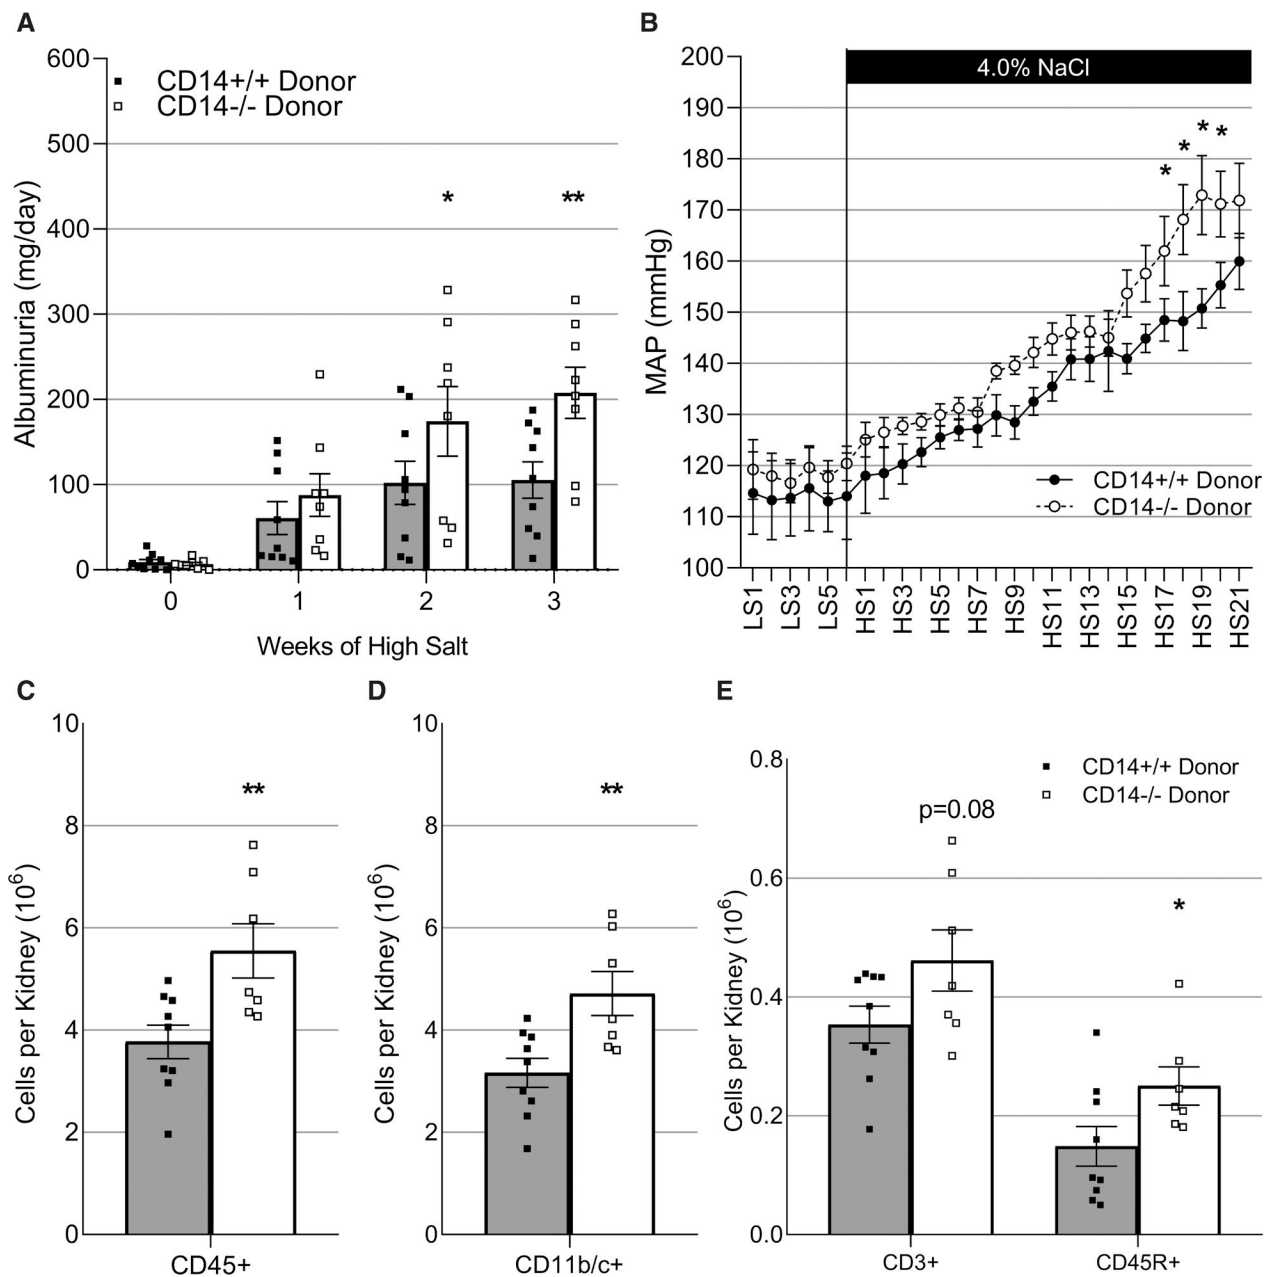 A
600
500
400
300
200
100
0
Albuminuria (mg/day)
CD14+/+ Donor
CD14-/- Donor
*
**
0 1 2 3
Weeks of High Salt
B
200
190
180
170
160
150
140
130
120
110
100
MAP (mmHg)
4.0% NaCl
* * * *
CD14+/+ Donor
CD14-/- Donor
LS1 LS3 LS5 HS1 HS3 HS5 HS7 HS9 HS11 HS13 HS15 HS17 HS19 HS21
C
10
8
6
4
2
0
Cells per Kidney (10⁶)
**
CD45+
D
10
8
6
4
2
0
Cells per Kidney (10⁶)
**
CD11b/c+
E
0.8
0.6
0.4
0.2
0.0
Cells per Kidney (10⁶)
CD14+/+ Donor
CD14-/- Donor
p=0.08
*
CD3+ CD45R+